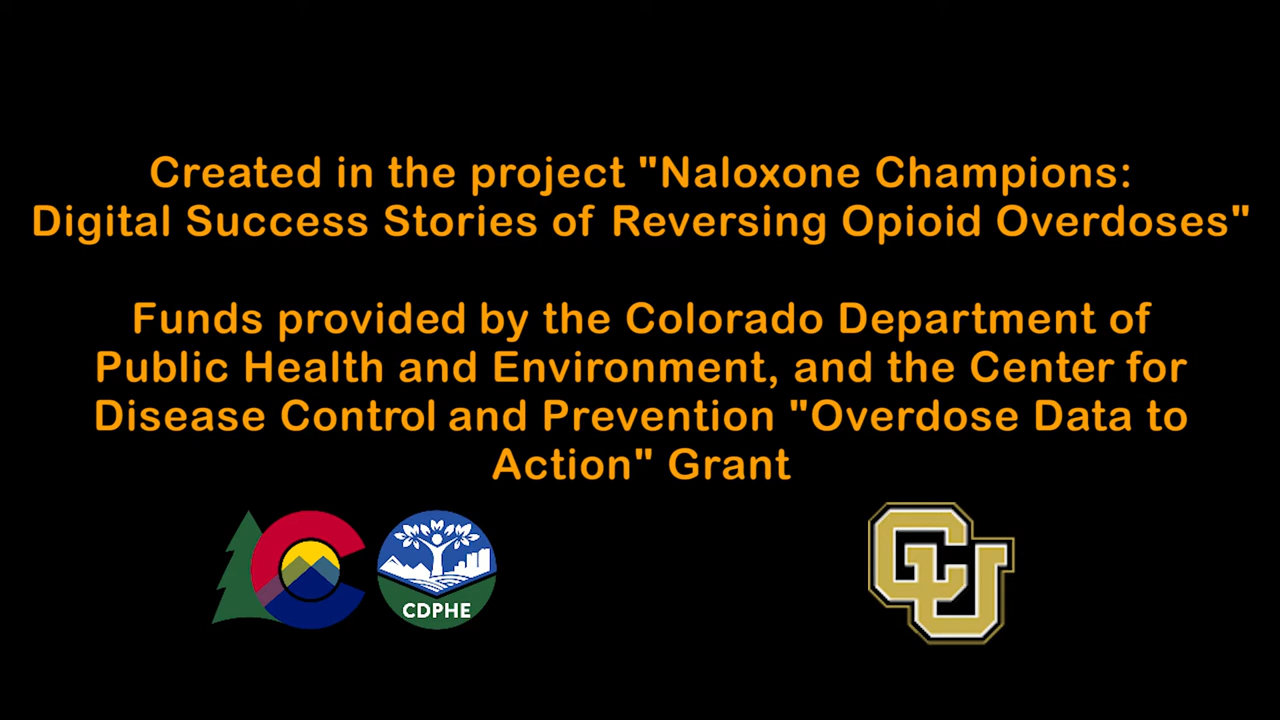 Created in the project "Naloxone Champions:
Digital Success Stories of Reversing Opioid Overdoses"
Funds provided by the Colorado Department of
Public Health and Environment, and the Center for
Disease Control and Prevention "Overdose Data to
Action" Grant
CDPHE
CU